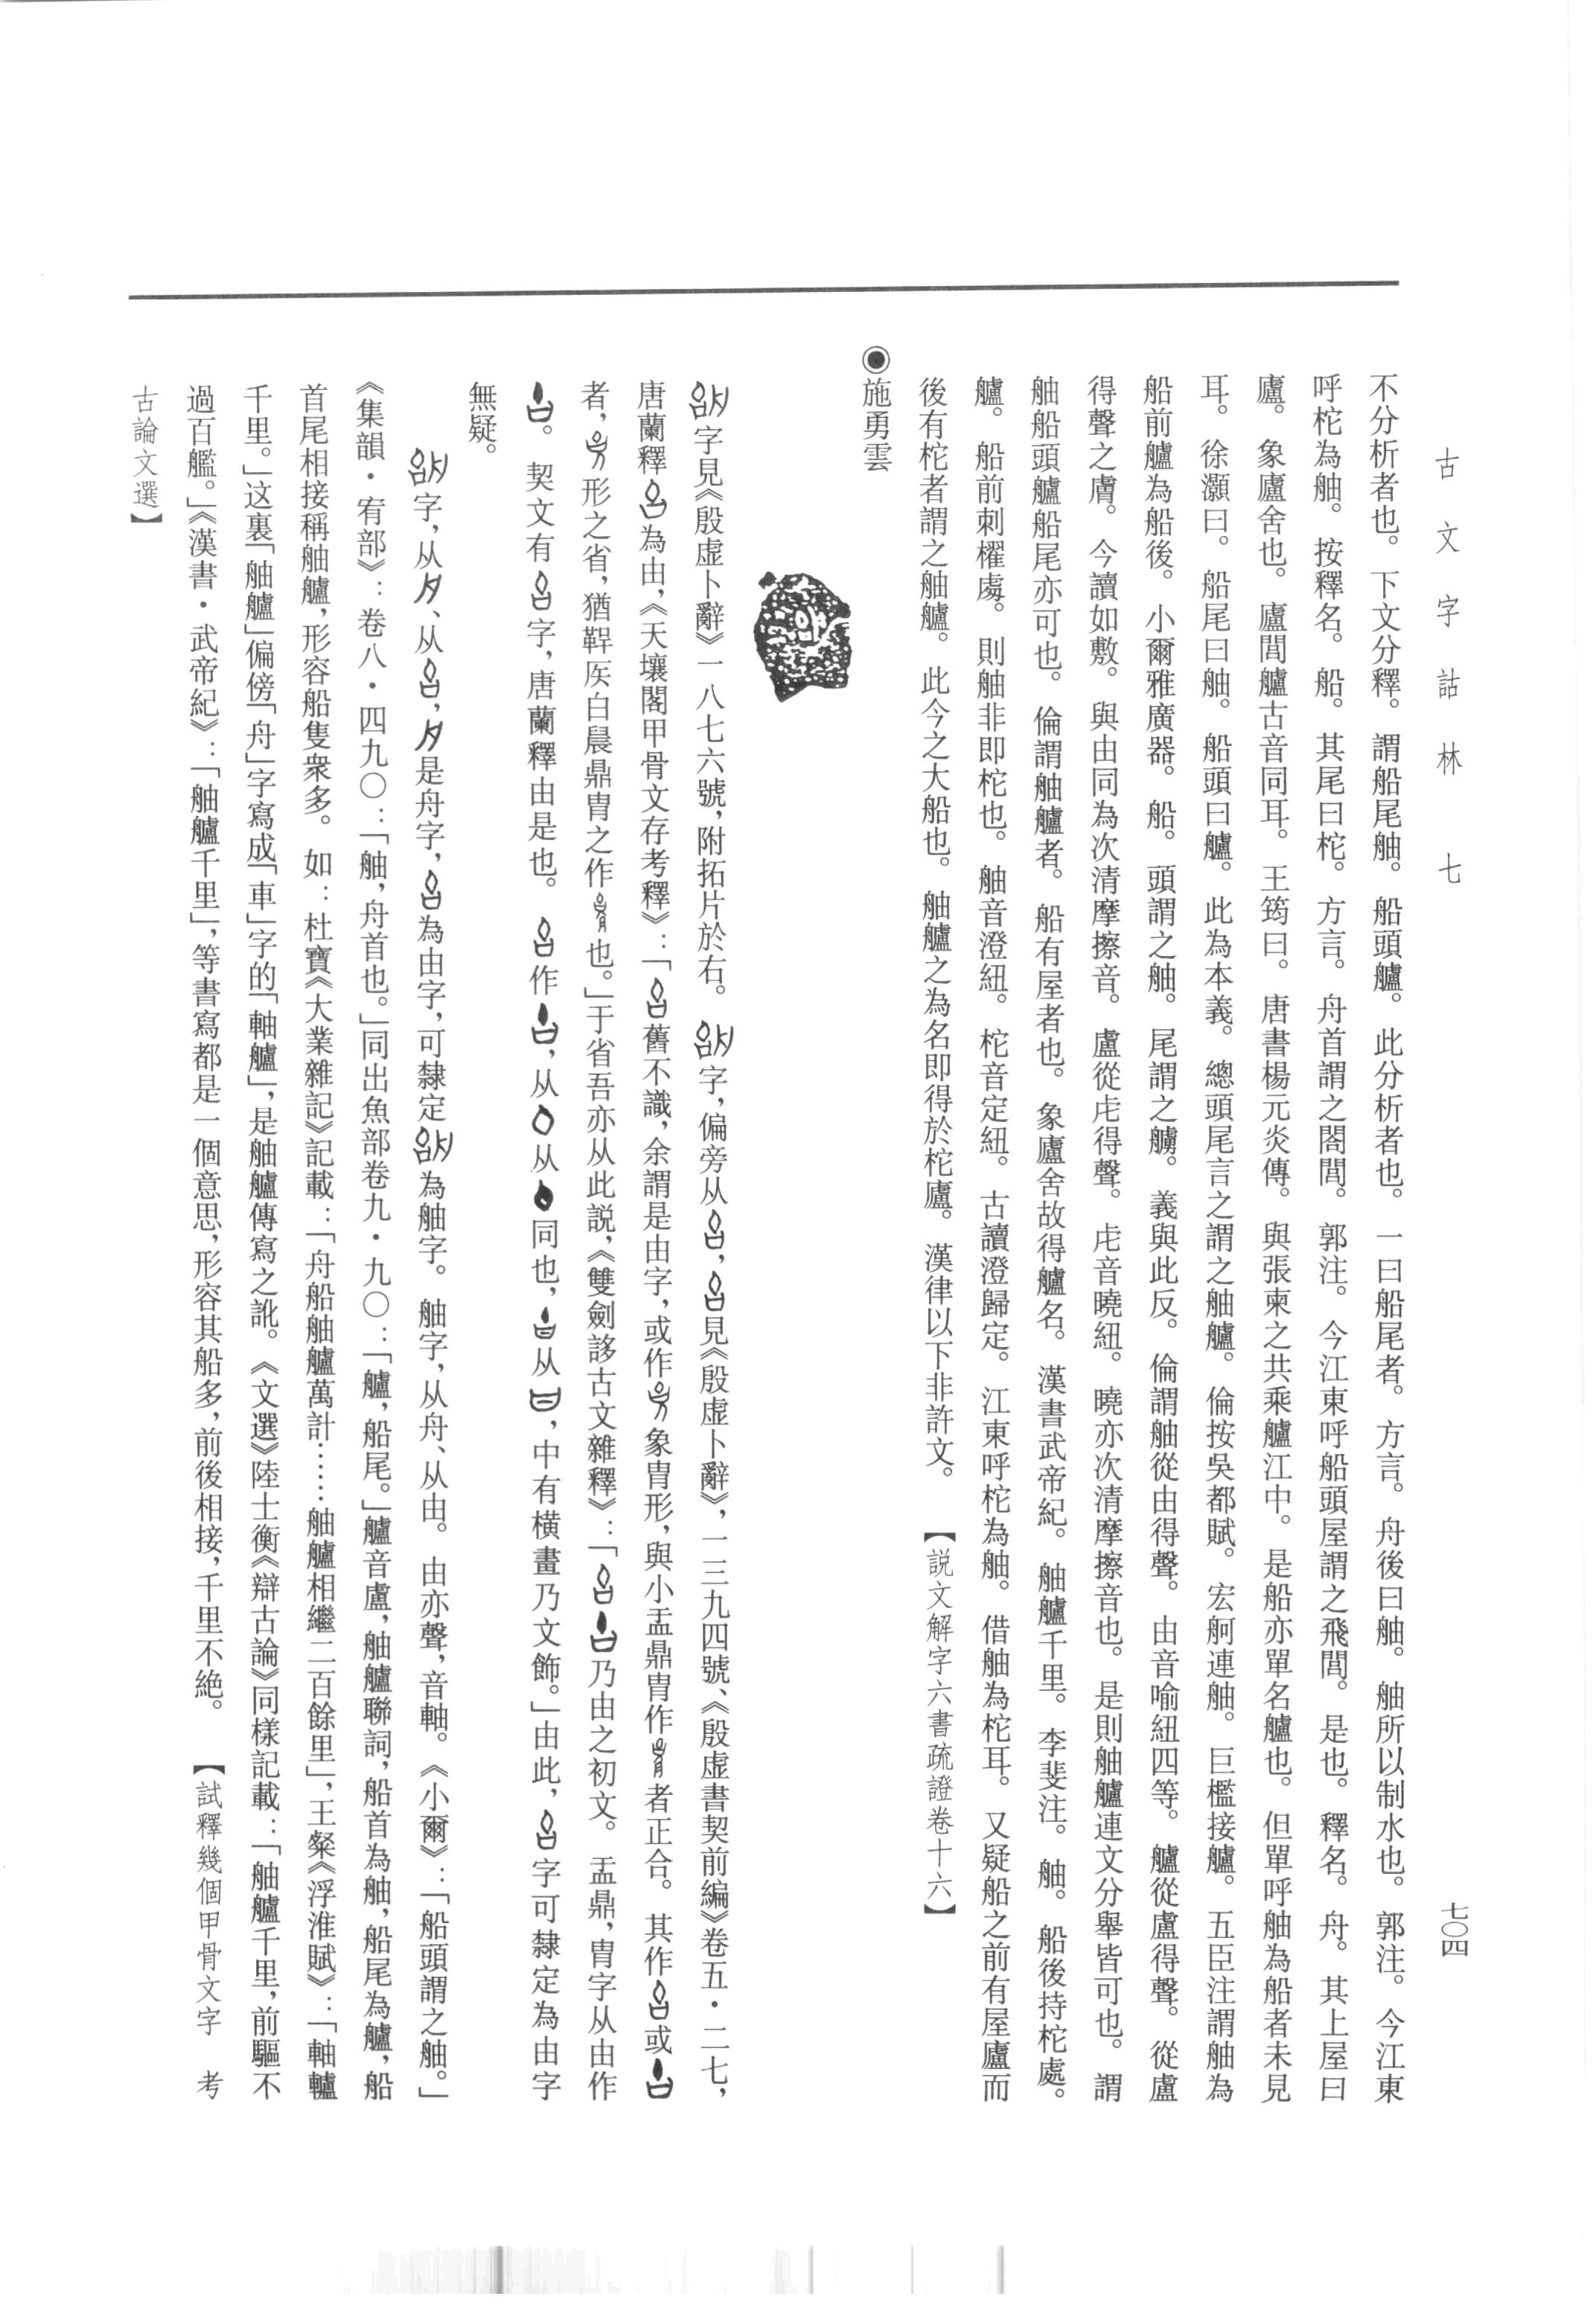 古文字詁林 七
七〇四
不分析者也。下文分釋。謂船尾舳。船頭艫。此分析者也。一曰船尾者。方言。舟後曰舳。舳所以制水也。郭注。今江東
呼柁為舳。按釋名。船。其尾曰柁。方言。舟首謂之閤閭。郭注。今江東呼船頭屋謂之飛閭。是也。釋名。舟。其上屋曰
廬。象廬舍也。廬閭艫古音同耳。王筠曰。唐書楊元炎傳。與張柬之共乘艫江中。是船亦單名艫也。但單呼舳為船者未見
耳。徐灝曰。船尾曰舳。船頭曰艫。此為本義。總頭尾言之謂之舳艫。倫按吳都賦。宏舸連舳。巨檻接艫。五臣注謂舳為
船前艫為船後。小爾雅廣器。船。頭謂之舳。尾謂之艫。義與此反。倫謂舳從由得聲。由音喻紐四等。艫從盧得聲。從盧
得聲之膚。今讀如敷。與由同為次清摩擦音。盧從虍得聲。虍音曉紐。曉亦次清摩擦音也。是則舳艫連文分舉皆可也。謂
舳船頭艫船尾亦可也。倫謂舳艫者。船有屋者也。象廬舍故得艫名。漢書武帝紀。舳艫千里。李斐注。舳。船後持柁處。
艫。船前刺櫂處。則舳非即柁也。舳音澄紐。柁音定紐。古讀澄歸定。江東呼柁為舳。借舳為柁耳。又疑船之前有屋廬而
後有柁者謂之舳艫。此今之大船也。舳艫之為名即得於柁廬。漢律以下非許文。【説文解字六書疏證卷十六】
◉施勇雲
字見《殷虛卜辭》一八七六號，附拓片於右。字，偏旁从，見《殷虛卜辭》，一三九四號、《殷虛書契前編》卷五·二七，
唐蘭釋為由，《天壤閣甲骨文存考釋》：「舊不識，余謂是由字，或作象冑形，與小盂鼎冑作者正合。其作或
者，形之省，猶𩊚厌白晨鼎冑之作也。」于省吾亦从此説，《雙劍誃古文雜釋》：「乃由之初文。盂鼎，冑字从由作
。契文有字，唐蘭釋由是也。作，从从同也，从，中有橫畫乃文飾。」由此，字可隸定為由字
無疑。
字，从、从，是舟字，為由字，可隸定為舳字。舳字，从舟、从由。由亦聲，音軸。《小爾》：「船頭謂之舳。」
《集韻·宥部》：卷八·四九〇：「舳，舟首也。」同出魚部卷九·九〇：「艫，船尾。」艫音盧，舳艫聯詞，船首為舳，船尾為艫，船
首尾相接稱舳艫，形容船隻衆多。如：杜寶《大業雜記》記載：「舟船舳艫萬計……舳艫相繼二百餘里」，王粲《浮淮賦》：「軸轤
千里。」这裏「舳艫」偏傍「舟」字寫成「車」字的「軸艫」，是舳艫傳寫之訛。《文選》陸士衡《辯古論》同樣記載：「舳艫千里，前驅不
過百艦。」《漢書·武帝紀》：「舳艫千里」，等書寫都是一個意思，形容其船多，前後相接，千里不絶。【試釋幾個甲骨文字 考
古論文選】